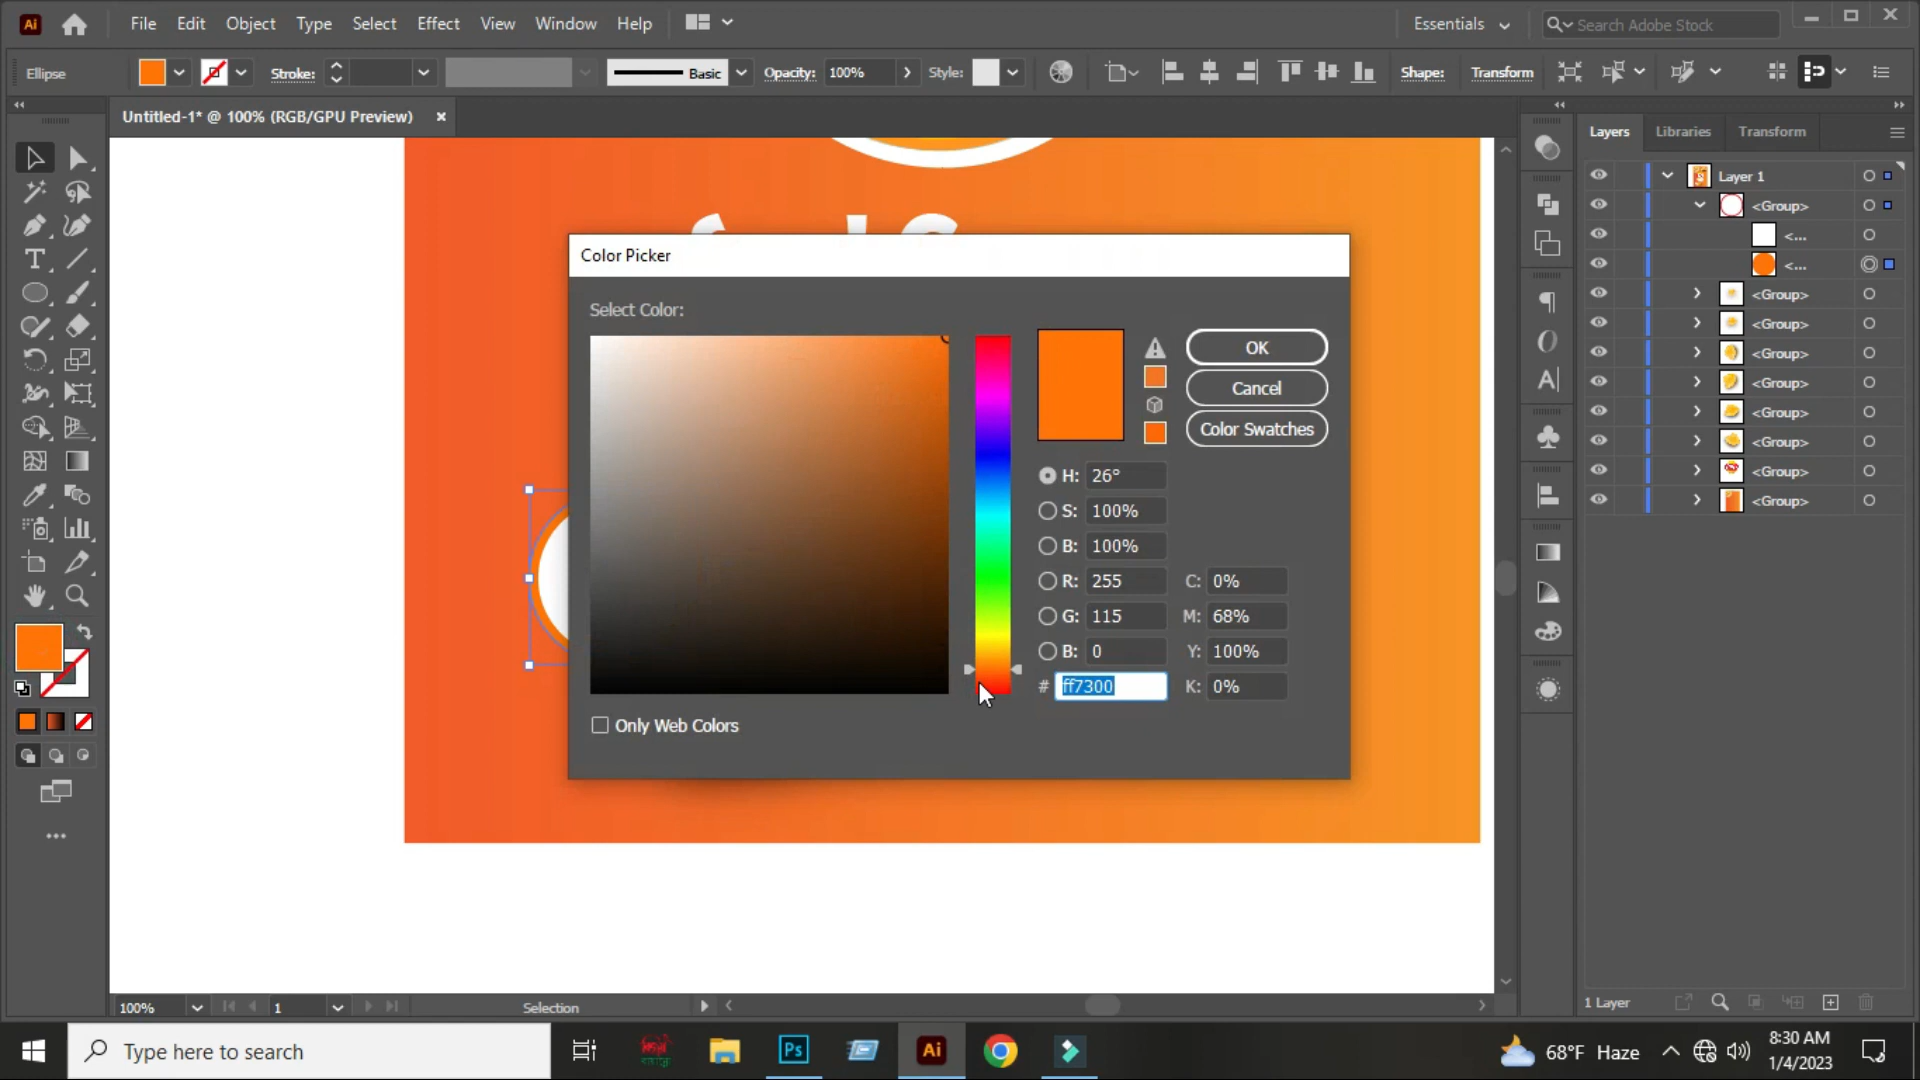 Ai File Edit Object Type Select Effect View Window Help Essentials Search Adobe Stock
Ellipse Stroke: Basic Opacity: 100% Style: Shape: Transform
Untitled-1* @ 100% (RGB/GPU Preview)
Layers Libraries Transform
Layer 1
<Group>
<...
<...
<Group>
<Group>
<Group>
<Group>
<Group>
<Group>
<Group>
<Group>
Color Picker
Select Color:
OK
Cancel
Color Swatches
H: 26°
S: 100%
B: 100%
R: 255 C: 0%
G: 115 M: 68%
B: 0 Y: 100%
# ff7300 K: 0%
Only Web Colors
100% 1 Selection
1 Layer
Type here to search
Ps Ai
68°F Haze
8:30 AM
1/4/2023